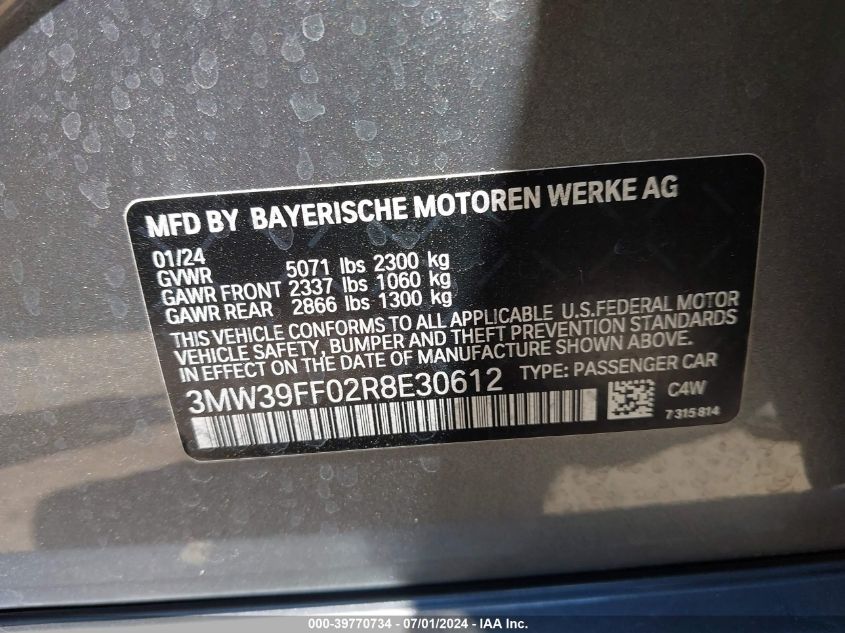 MFD BY BAYERISCHE MOTOREN WERKE AG
01/24
GVWR 5071 lbs 2300 kg
GAWR FRONT 2337 lbs 1060 kg
GAWR REAR 2866 lbs 1300 kg
THIS VEHICLE CONFORMS TO ALL APPLICABLE U.S.FEDERAL MOTOR
VEHICLE SAFETY, BUMPER AND THEFT PREVENTION STANDARDS
IN EFFECT ON THE DATE OF MANUFACTURE SHOWN ABOVE.
3MW39FF02R8E30612 TYPE: PASSENGER CAR
C4W
7315814
000-39770734 - 07/01/2024 - IAA Inc.